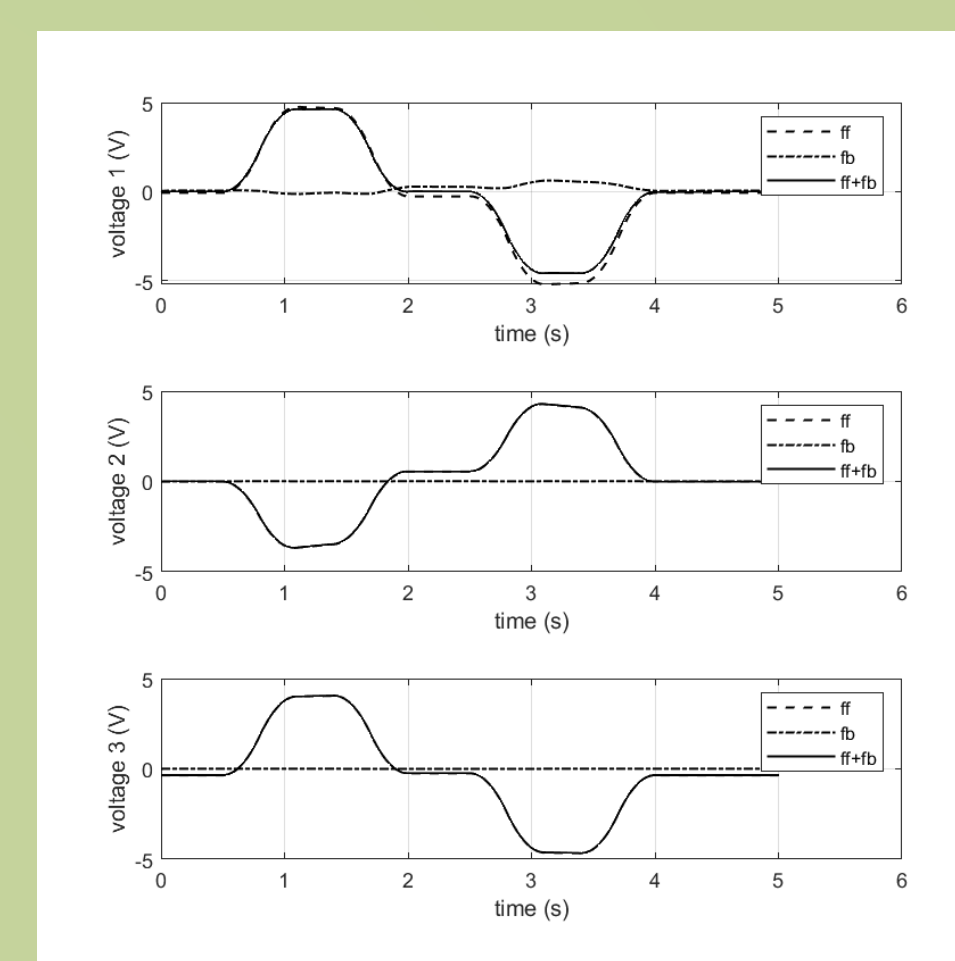 5
0
-5
voltage 1 (V)
ff
fb
ff+fb
0 1 2 3 4 5 6
time (s)
5
0
-5
voltage 2 (V)
ff
fb
ff+fb
0 1 2 3 4 5 6
time (s)
5
0
-5
voltage 3 (V)
ff
fb
ff+fb
0 1 2 3 4 5 6
time (s)